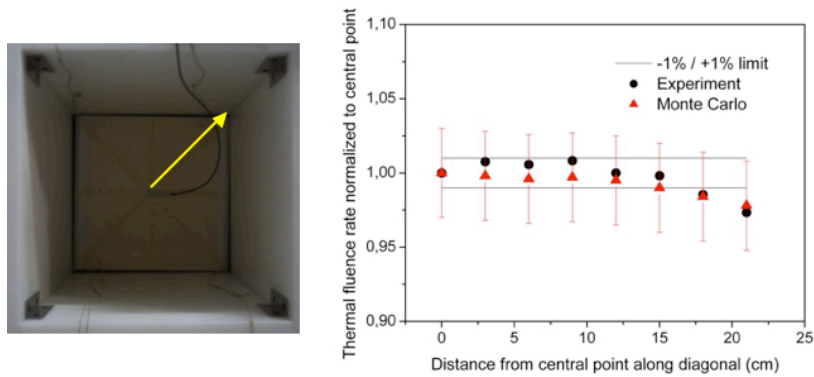 Thermal fluence rate normalized to central point
1,10
1,05
1,00
0,95
0,90
-1% / +1% limit
Experiment
Monte Carlo
0
5
10
15
20
25
Distance from central point along diagonal (cm)